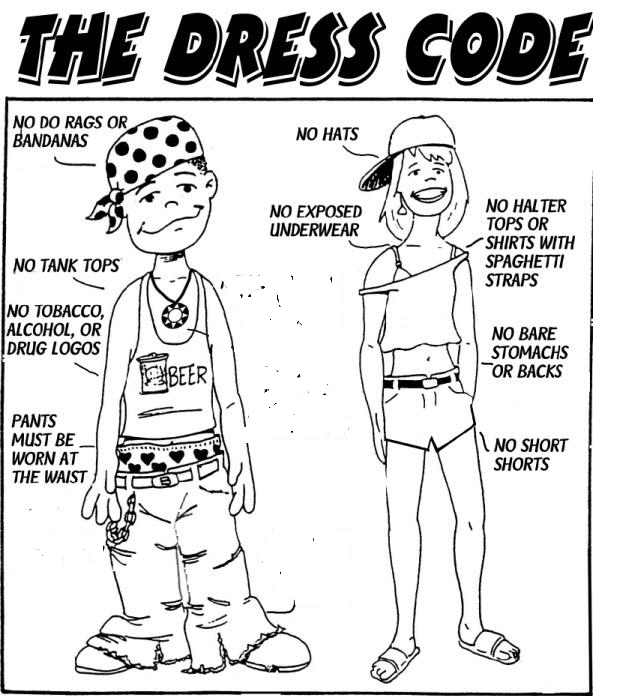 THE DRESS CODE
NO DO RAGS OR
BANDANAS
NO TANK TOPS
NO TOBACCO,
ALCOHOL, OR
DRUG LOGOS
BEER
PANTS
MUST BE
WORN AT
THE WAIST
NO HATS
NO EXPOSED
UNDERWEAR
NO HALTER
TOPS OR
SHIRTS WITH
SPAGHETTI
STRAPS
NO BARE
STOMACHS
OR BACKS
NO SHORT
SHORTS